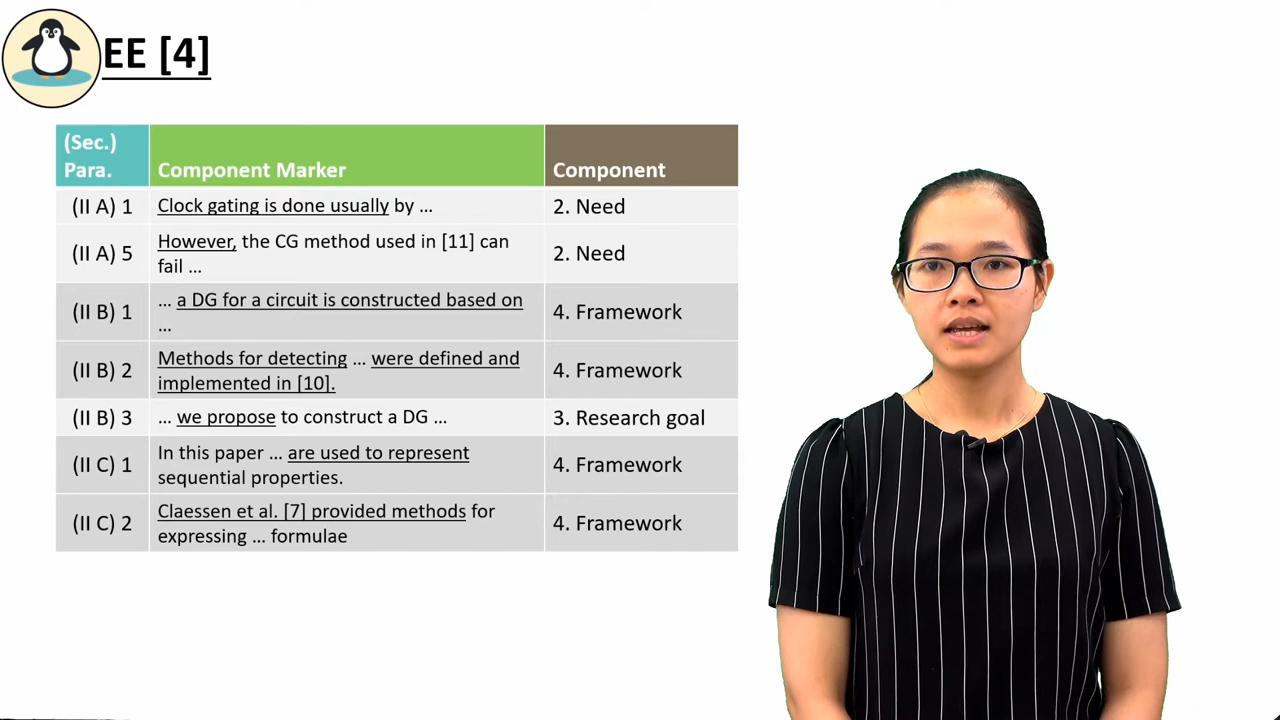 EE [4]
(Sec.)
Para.
Component Marker
Component
(II A) 1
Clock gating is done usually by ...
2. Need
(II A) 5
However, the CG method used in [11] can
fail ...
2. Need
(II B) 1
... a DG for a circuit is constructed based on
...
4. Framework
(II B) 2
Methods for detecting ... were defined and
implemented in [10].
4. Framework
(II B) 3
... we propose to construct a DG ...
3. Research goal
(II C) 1
In this paper ... are used to represent
sequential properties.
4. Framework
(II C) 2
Claessen et al. [7] provided methods for
expressing ... formulae
4. Framework